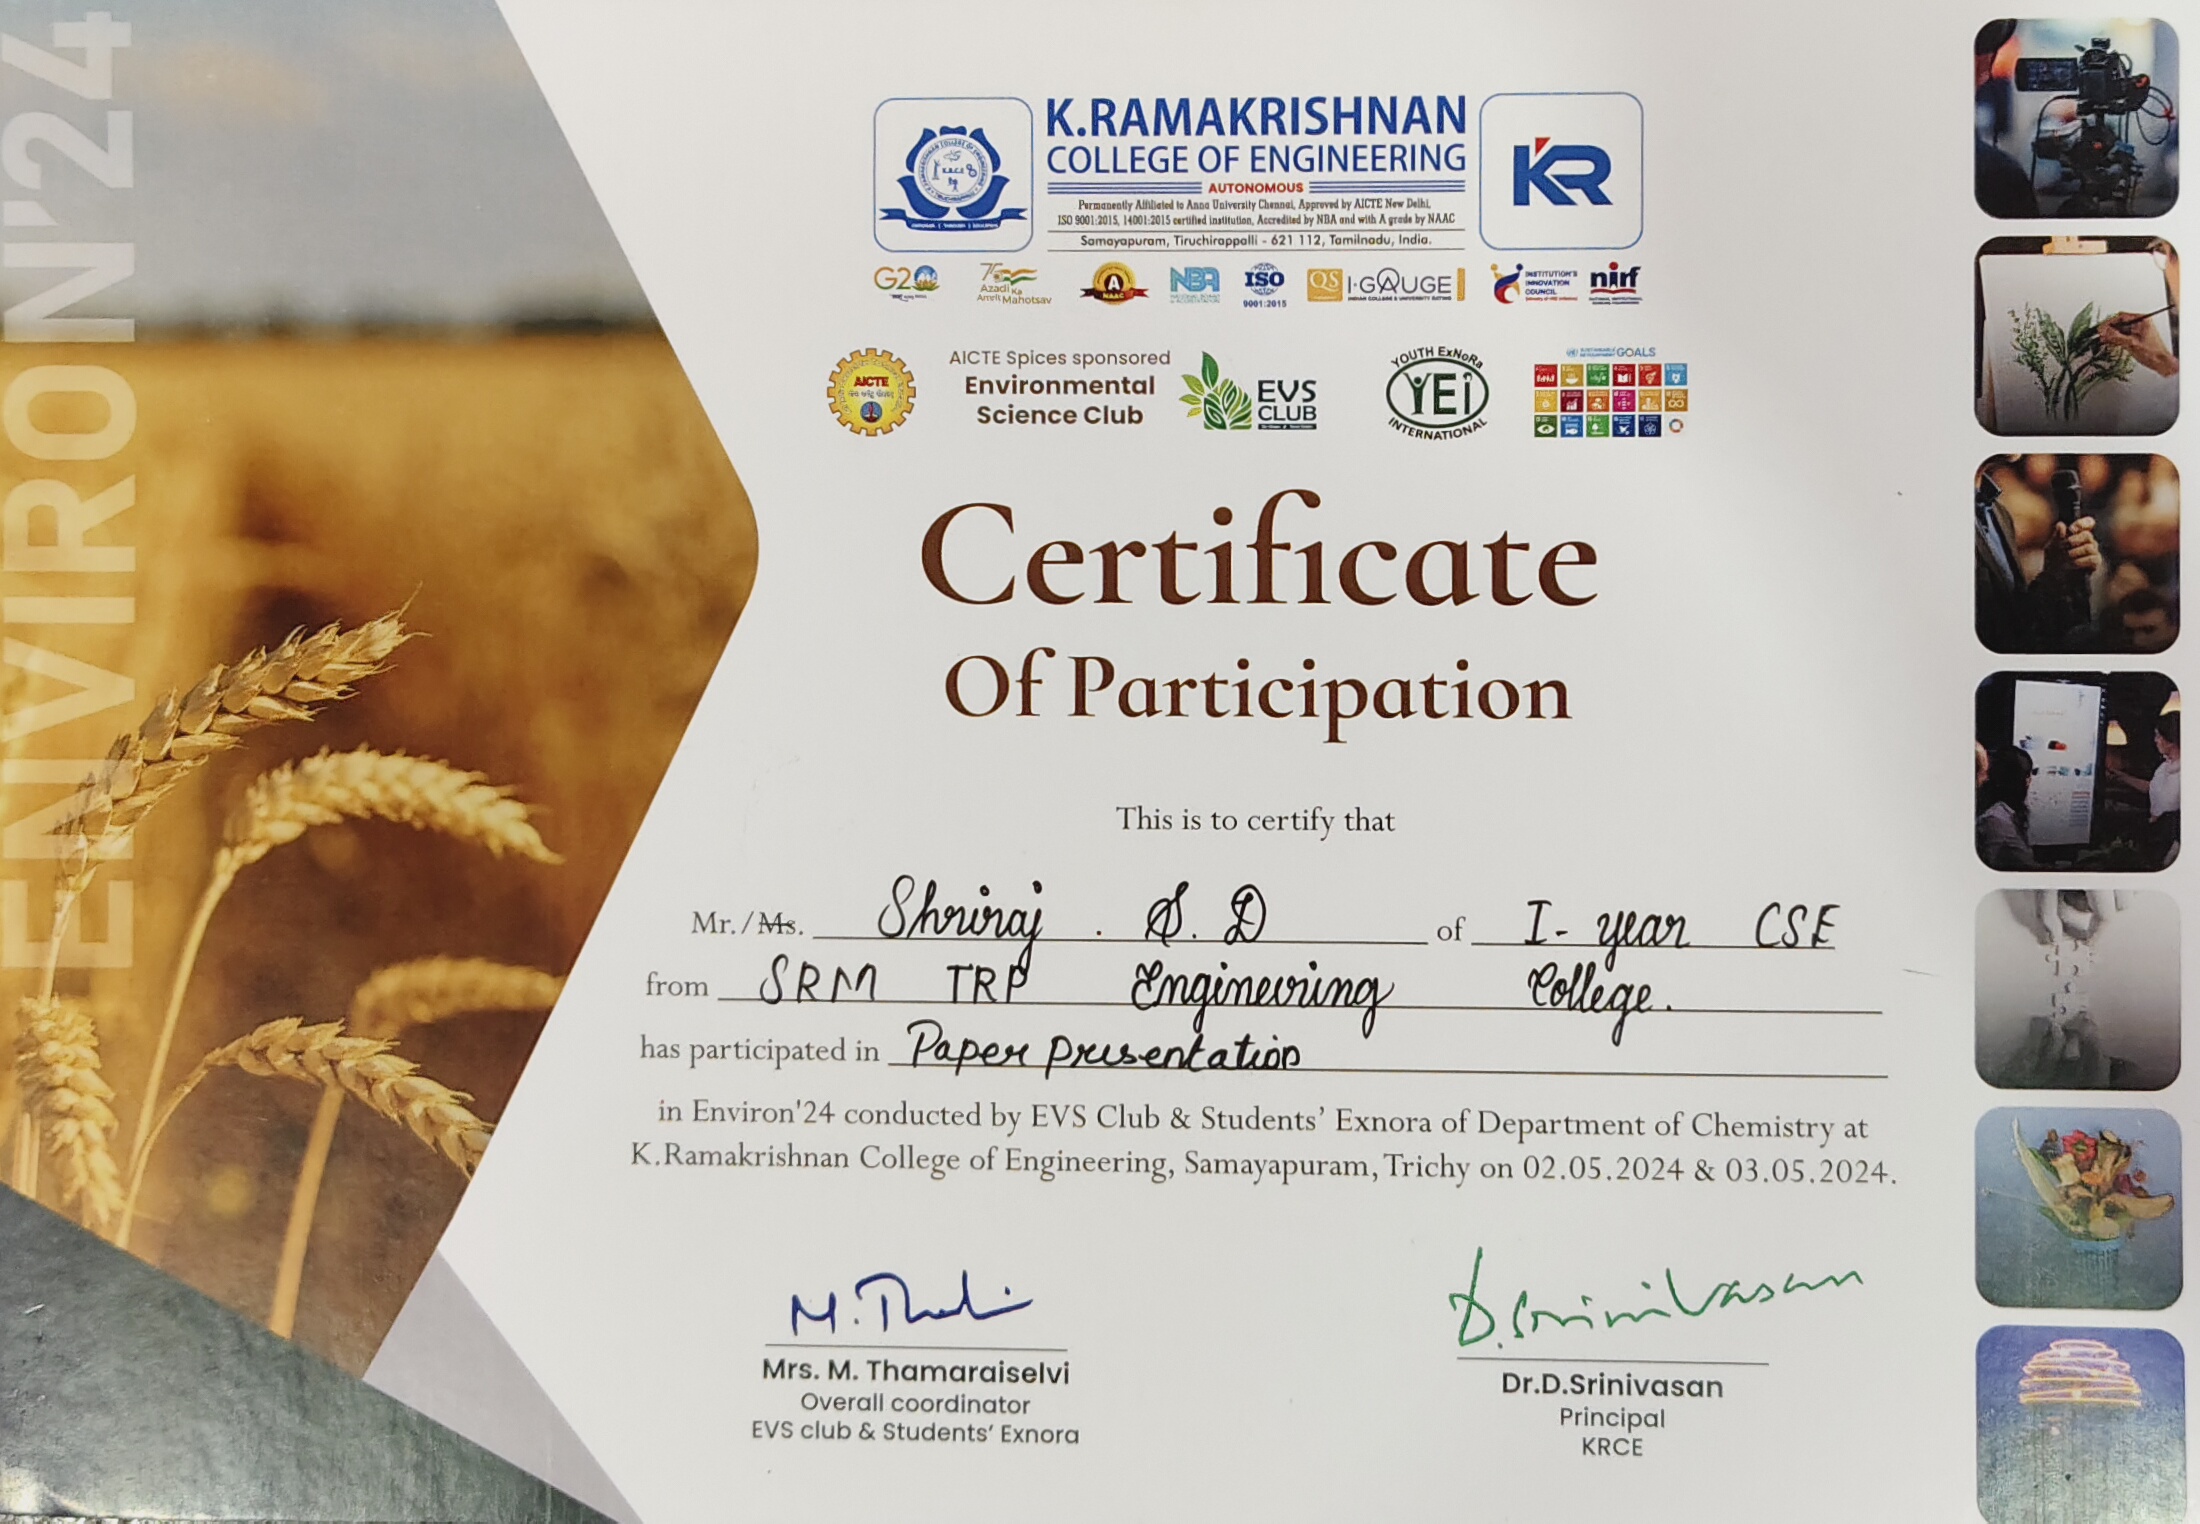 ENVIRON'24
K.RAMAKRISHNAN
COLLEGE OF ENGINEERING
AUTONOMOUS
Permanently Affiliated to Anna University Chennai, Approved by AICTE New Delhi,
ISO 9001:2015, 14001:2015 certified institution, Accredited by NBA and with A grade by NAAC
Samayapuram, Tiruchirappalli - 621 112, Tamilnadu, India.
K.R.C.E
KR
G20
75 Azadi Ka Amrit Mahotsav
A NAAC
NBA
ISO 9001:2015
QS I·GAUGE
INSTITUTION'S INNOVATION COUNCIL
nirf
AICTE
AICTE Spices sponsored
Environmental
Science Club
EVS
CLUB
YOUTH ExNoRa
YEi
INTERNATIONAL
GOALS
Certificate
Of Participation
This is to certify that
Mr./Ms. Shriraj . S. D of I- year CSE
from SRM TRP Engineering College.
has participated in Paper presentation
in Environ'24 conducted by EVS Club & Students' Exnora of Department of Chemistry at
K.Ramakrishnan College of Engineering, Samayapuram, Trichy on 02.05.2024 & 03.05.2024.
D.Srinivasan
Mrs. M. Thamaraiselvi
Overall coordinator
EVS club & Students' Exnora
Dr.D.Srinivasan
Principal
KRCE